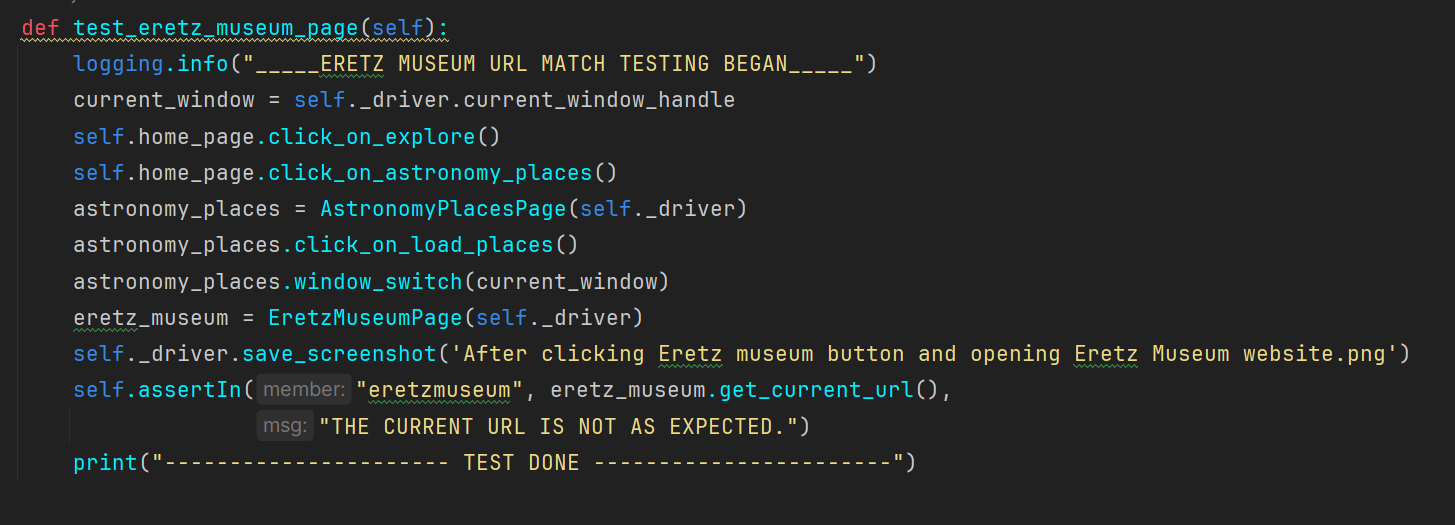 def test_eretz_museum_page(self):
logging.info("_____ERETZ MUSEUM URL MATCH TESTING BEGAN_____")
current_window = self._driver.current_window_handle
self.home_page.click_on_explore()
self.home_page.click_on_astronomy_places()
astronomy_places = AstronomyPlacesPage(self._driver)
astronomy_places.click_on_load_places()
astronomy_places.window_switch(current_window)
eretz_museum = EretzMuseumPage(self._driver)
self._driver.save_screenshot('After clicking Eretz museum button and opening Eretz Museum website.png')
self.assertIn( member: "eretzmuseum", eretz_museum.get_current_url(),
msg: "THE CURRENT URL IS NOT AS EXPECTED.")
print("---------------------- TEST DONE -----------------------")